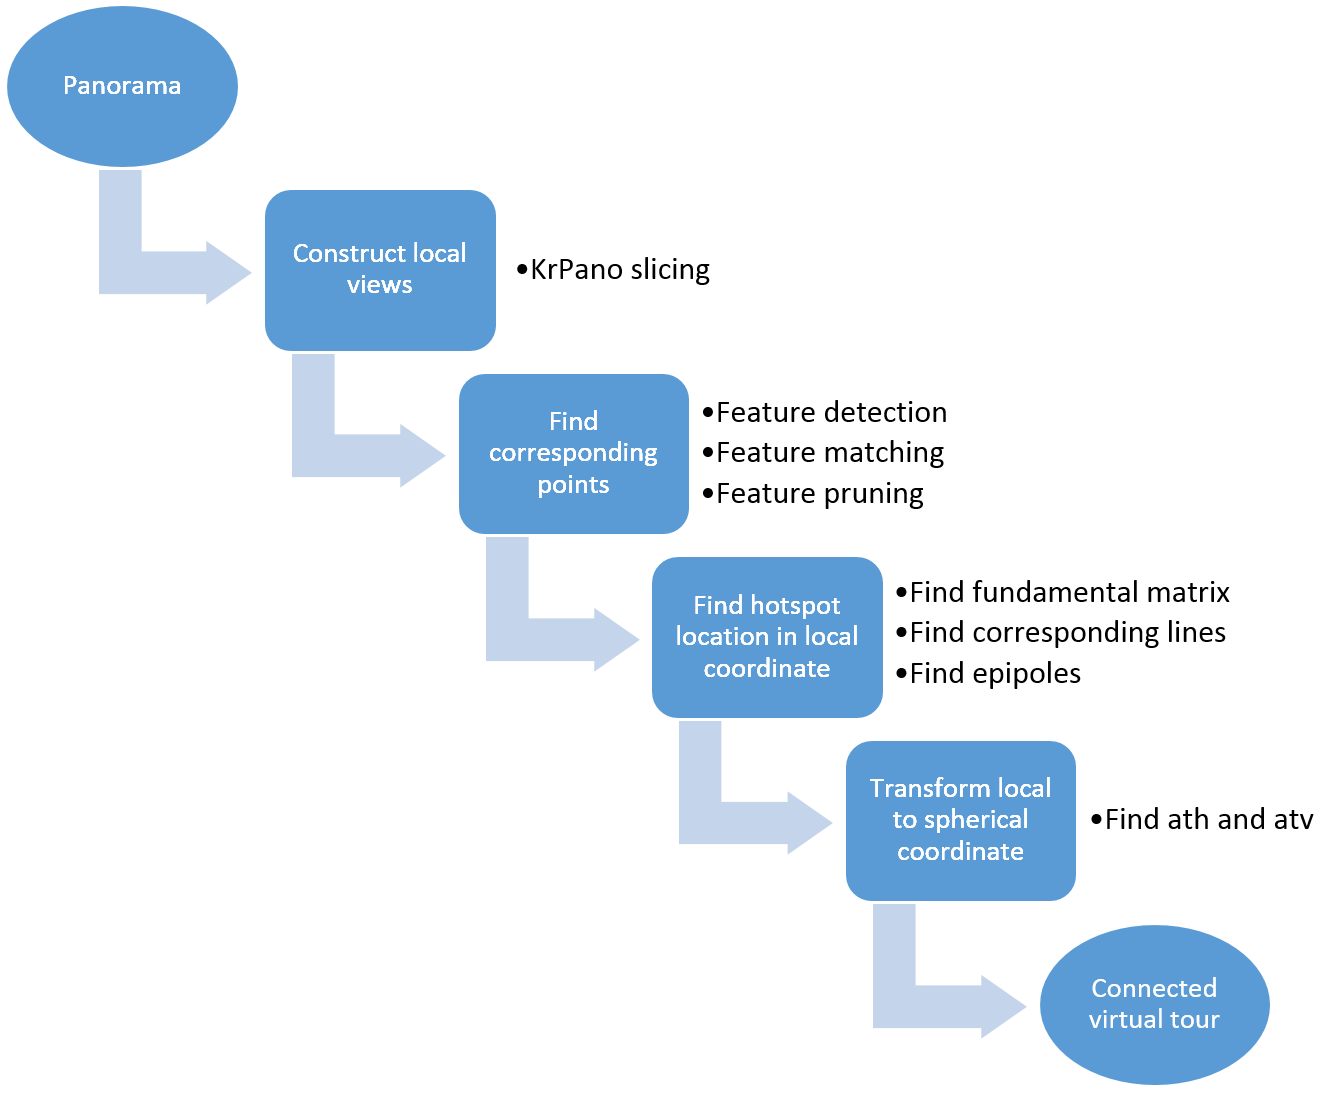 Panorama
Construct local
views
•KrPano slicing
Find
corresponding
points
•Feature detection
•Feature matching
•Feature pruning
Find hotspot
location in local
coordinate
•Find fundamental matrix
•Find corresponding lines
•Find epipoles
Transform local
to spherical
coordinate
•Find ath and atv
Connected
virtual tour